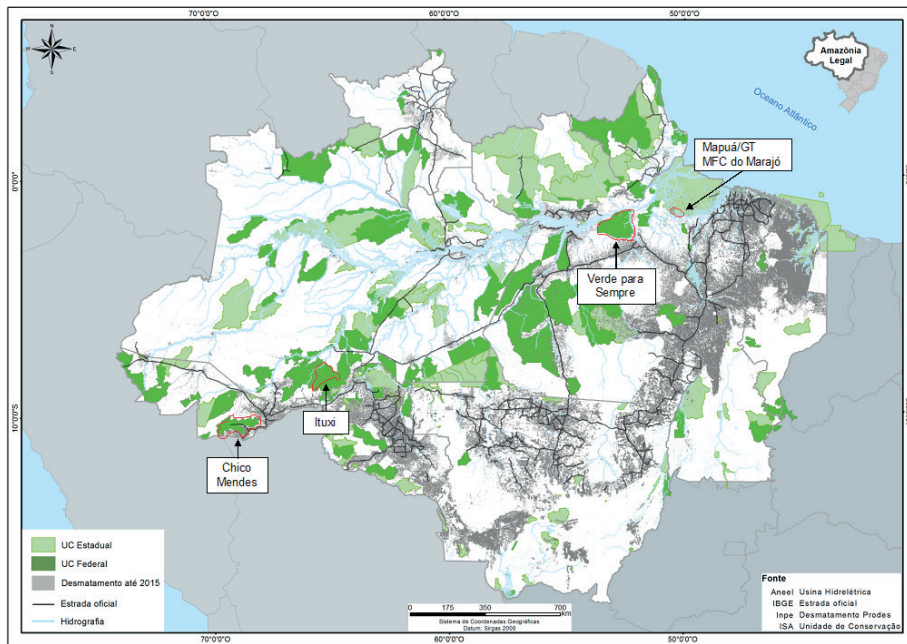 70°0'0"O
60°0'0"O
50°0'0"O
N
E
S
Amazônia
Legal
Oceano Atlântico
Mapuá/GT
MFC do Marajó
0°0'0"
Verde para
Sempre
10°0'0"S
Ituxi
Chico
Mendes
UC Estadual
UC Federal
Desmatamento até 2015
Estrada oficial
Hidrografia
0 175 350 700
km
Sistema de Coordenadas Geográficas
Datum: Sirgas 2000
Fonte
Aneel Usina Hidrelétrica
IBGE Estrada oficial
Inpe Desmatamento Prodes
ISA Unidade de Conservação
70°0'0"O
60°0'0"O
50°0'0"O